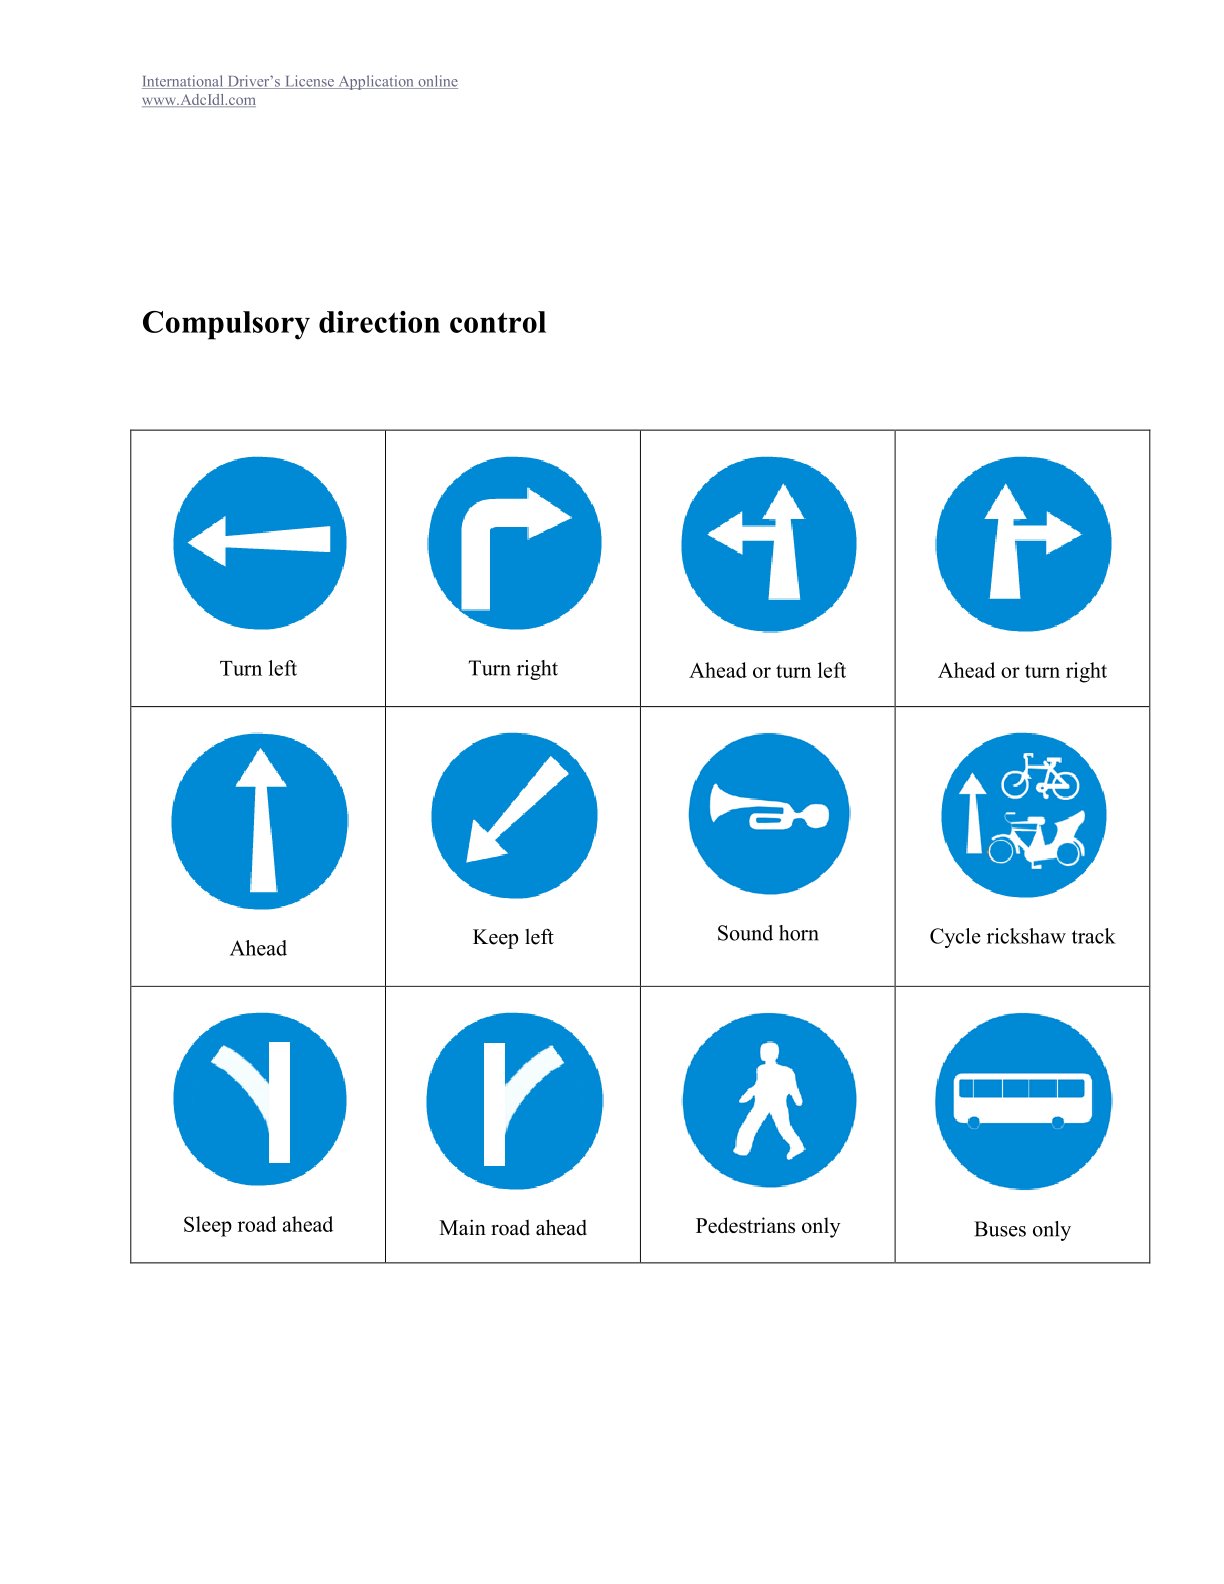 International Driver’s License Application online
www.AdcIdl.com
Compulsory direction control
Turn left
Turn right
Ahead or turn left
Ahead or turn right
Ahead
Keep left
Sound horn
Cycle rickshaw track
Sleep road ahead
Main road ahead
Pedestrians only
Buses only